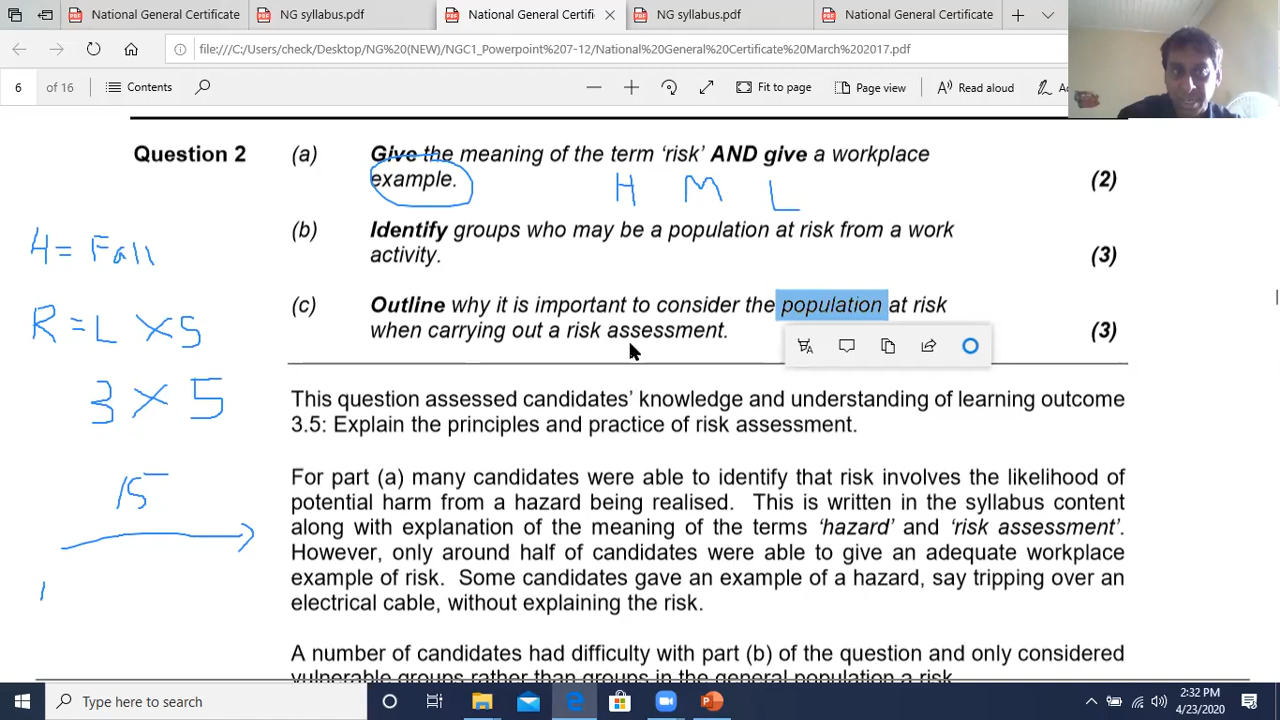 National General Certificate
NG syllabus.pdf
National General Certifi
NG syllabus.pdf
National General Certificate
file:///C:/Users/check/Desktop/NG%20(NEW)/NGC1_Powerpoint%207-12/National%20General%20Certificate%20March%202017.pdf
6 of 16
Contents
Fit to page
Page view
Read aloud
Question 2 (a) Give the meaning of the term ‘risk’ AND give a workplace
example. (2)
H M L
(b) Identify groups who may be a population at risk from a work
activity. (3)
H = Fall
(c) Outline why it is important to consider the population at risk
when carrying out a risk assessment. (3)
R = L X S
3 X 5
15
This question assessed candidates’ knowledge and understanding of learning outcome
3.5: Explain the principles and practice of risk assessment.
For part (a) many candidates were able to identify that risk involves the likelihood of
potential harm from a hazard being realised. This is written in the syllabus content
along with explanation of the meaning of the terms ‘hazard’ and ‘risk assessment’.
However, only around half of candidates were able to give an adequate workplace
example of risk. Some candidates gave an example of a hazard, say tripping over an
electrical cable, without explaining the risk.
A number of candidates had difficulty with part (b) of the question and only considered
vulnerable groups rather than groups in the general population a risk.
Type here to search
2:32 PM
4/23/2020